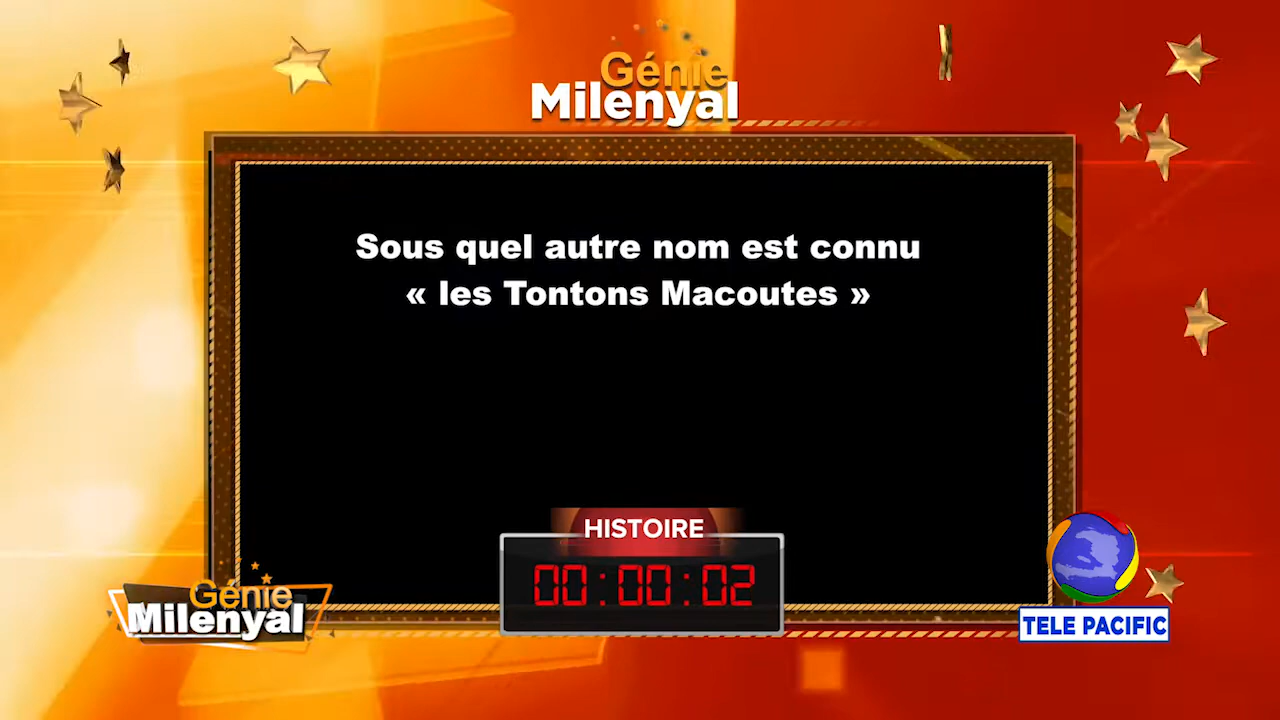 Génie
Milenyal
Sous quel autre nom est connu
« les Tontons Macoutes »
HISTOIRE
00:00:02
Génie
Milenyal
TELE PACIFIC